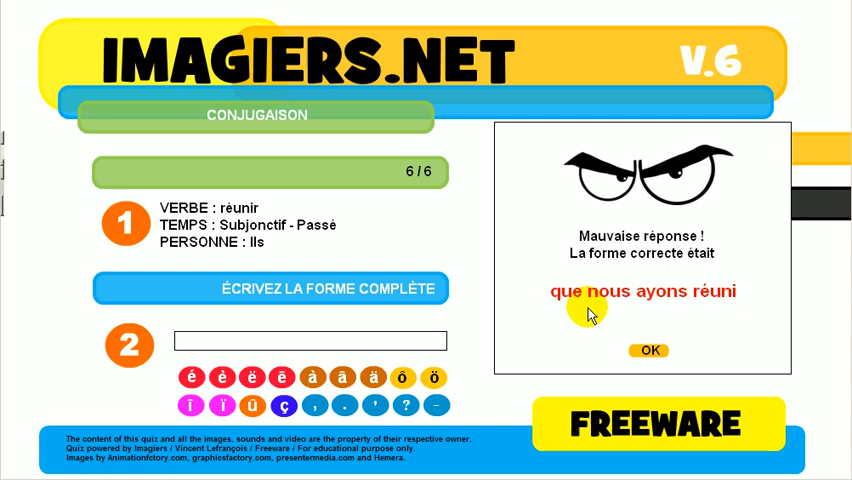 IMAGIERS.NET
V.6
CONJUGAISON
6 / 6
1
VERBE : réunir
TEMPS : Subjonctif - Passé
PERSONNE : Ils
ÉCRIVEZ LA FORME COMPLÈTE
2
é è ë ê à â ä ô ö
î ï û ç , . ' ? -
Mauvaise réponse !
La forme correcte était
que nous ayons réuni
OK
FREEWARE
The content of this quiz and all the images, sounds and video are the property of their respective owner.
Quiz powered by Imagiers / Vincent Lefrançois / Freeware / For educational purpose only.
Images by Animationfctory.com, graphicsfactory.com, presentermedia.com and Hemera.